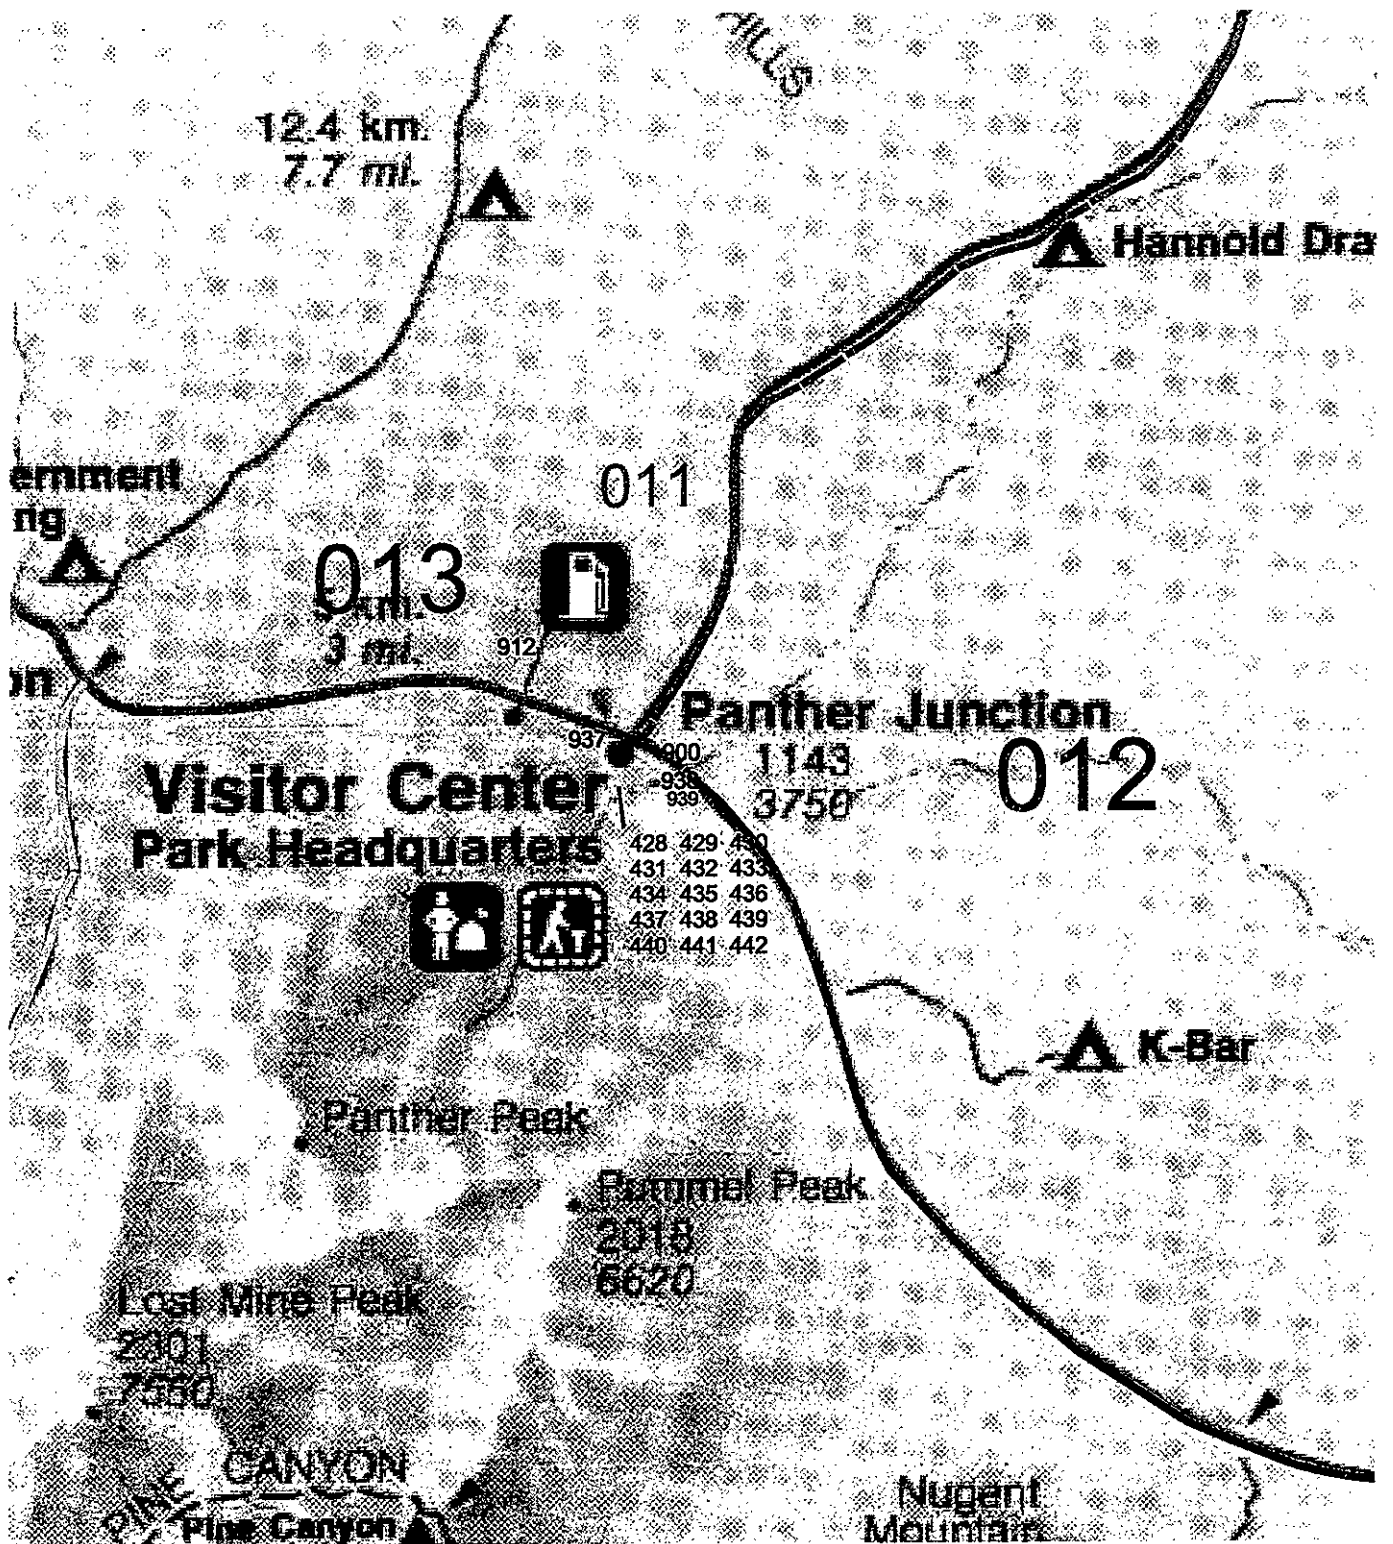 HILLS
12.4 km.
7.7 mi.
Hannold Dra
ernment
ng
011
013
3 mi.
912
on
Panther Junction
937
900
1143
012
939
3750
Visitor Center
Park Headquarters
428 429 430
431 432 433
434 435 436
437 438 439
440 441 442
K-Bar
Panther Peak
Pummel Peak
2018
6620
Lost Mine Peak
2301
7550
CANYON
PINE
Pine Canyon
Nugent
Mountain